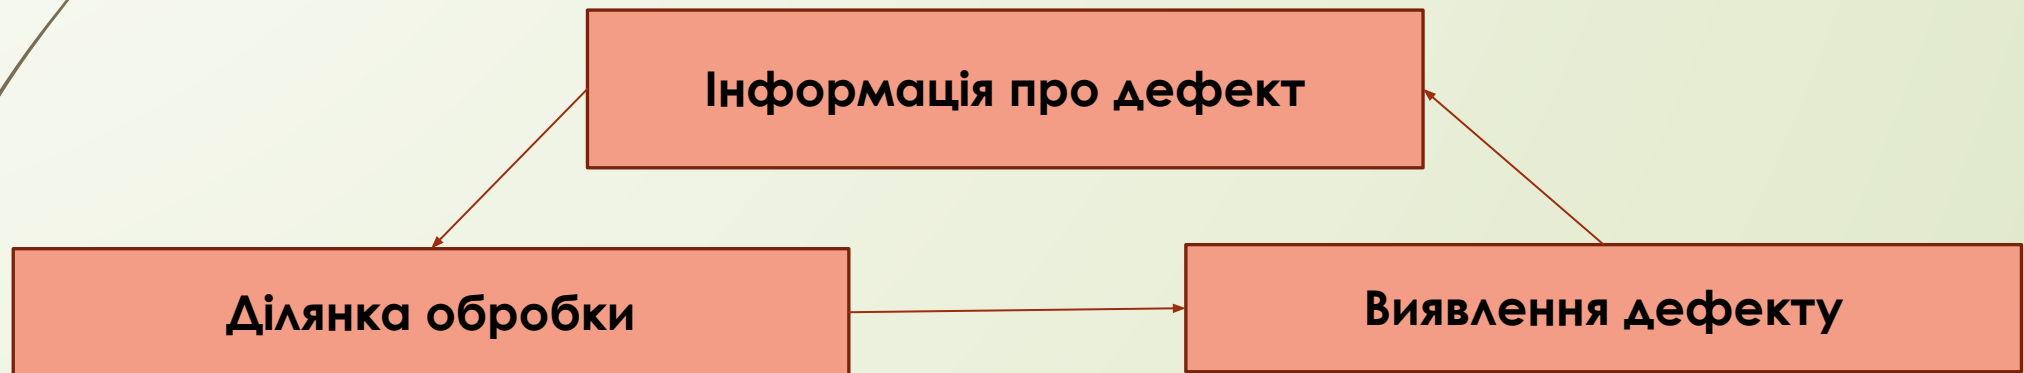 Інформація про дефект
Ділянка обробки
Виявлення дефекту